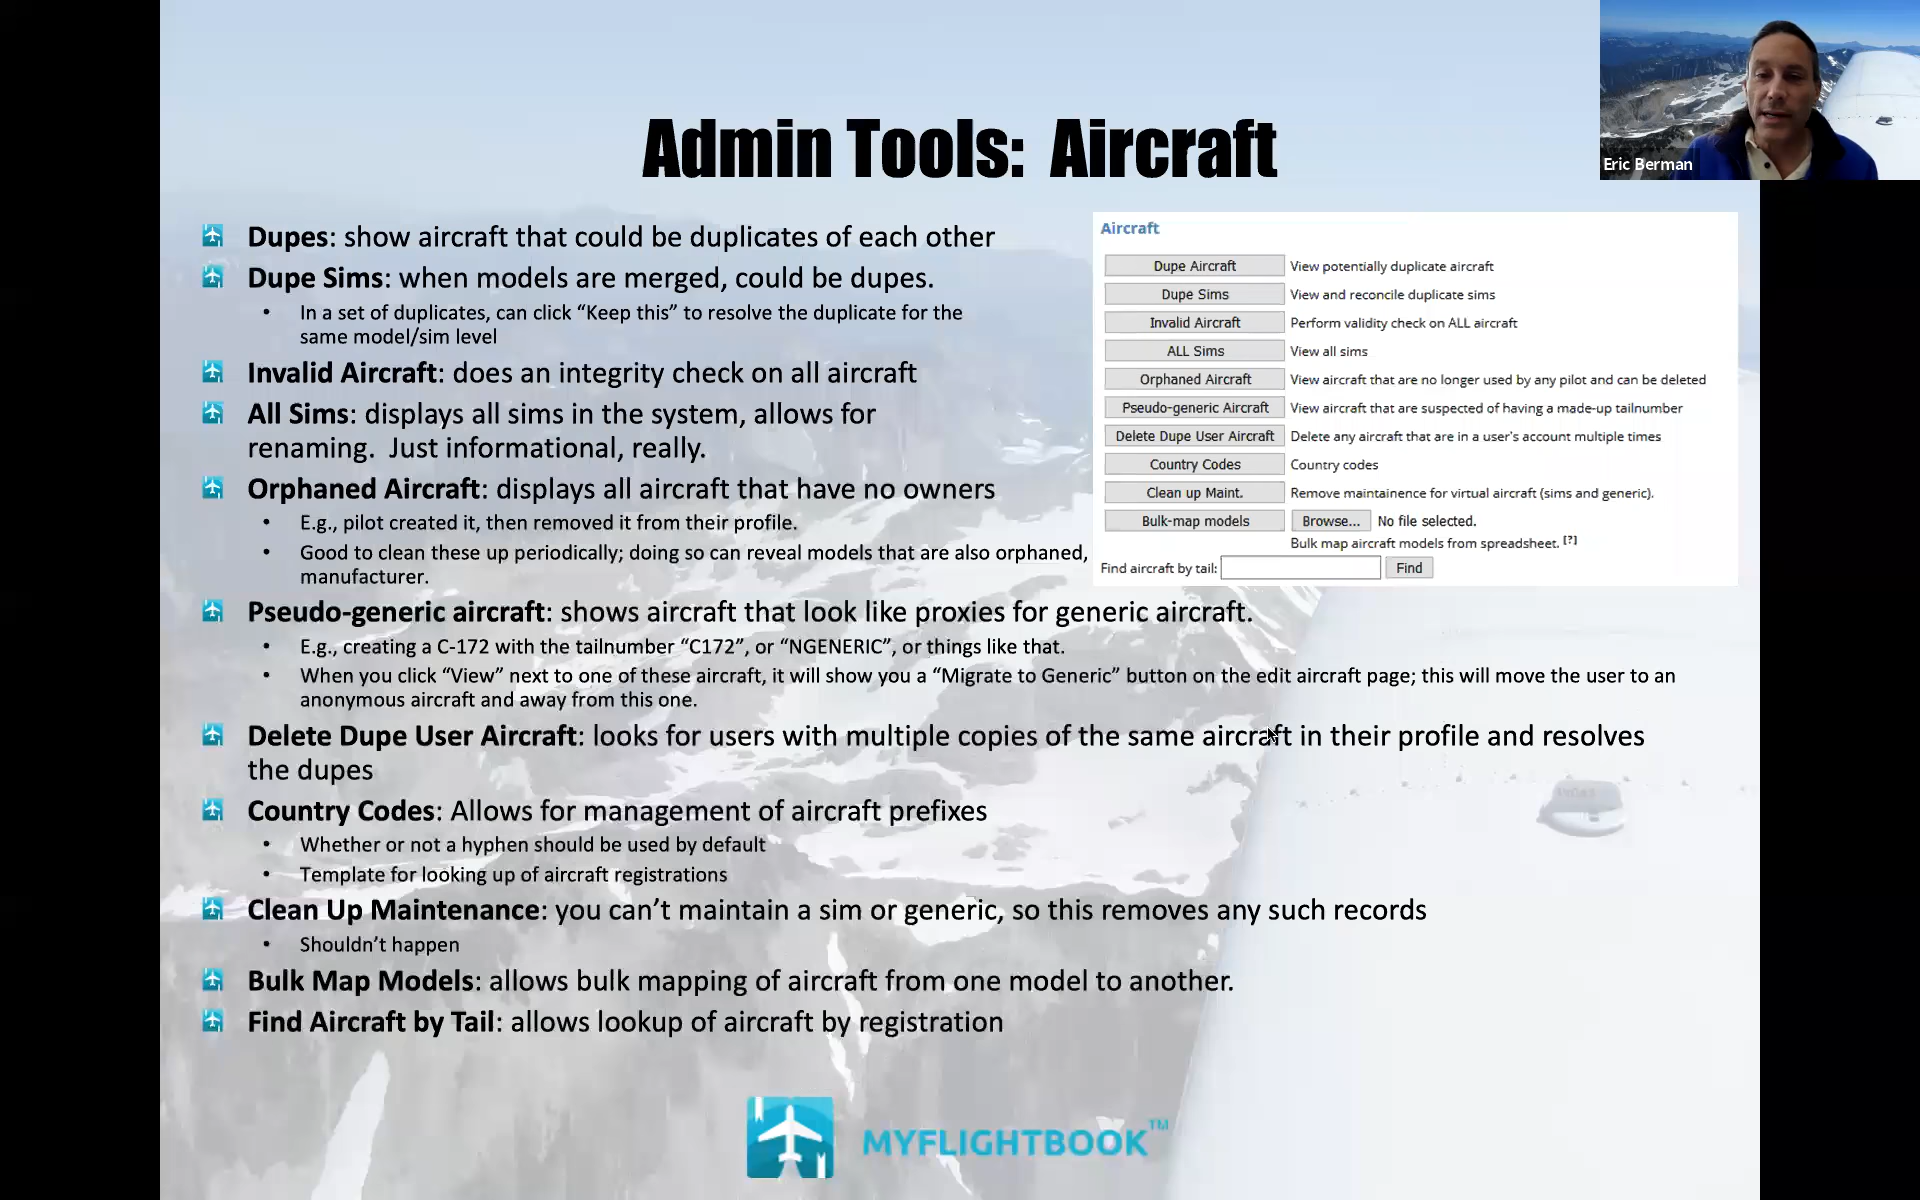 Admin Tools:  Aircraft
Eric Berman
Dupes: show aircraft that could be duplicates of each other
Dupe Sims: when models are merged, could be dupes.
• In a set of duplicates, can click “Keep this” to resolve the duplicate for the
same model/sim level
Invalid Aircraft: does an integrity check on all aircraft
All Sims: displays all sims in the system, allows for
renaming.  Just informational, really.
Orphaned Aircraft: displays all aircraft that have no owners
• E.g., pilot created it, then removed it from their profile.
• Good to clean these up periodically; doing so can reveal models that are also orphaned,
manufacturer.
Aircraft
Dupe Aircraft View potentially duplicate aircraft
Dupe Sims View and reconcile duplicate sims
Invalid Aircraft Perform validity check on ALL aircraft
ALL Sims View all sims
Orphaned Aircraft View aircraft that are no longer used by any pilot and can be deleted
Pseudo-generic Aircraft View aircraft that are suspected of having a made-up tailnumber
Delete Dupe User Aircraft Delete any aircraft that are in a user's account multiple times
Country Codes Country codes
Clean up Maint. Remove maintainence for virtual aircraft (sims and generic).
Bulk-map models Browse... No file selected.
Bulk map aircraft models from spreadsheet. [?]
Find aircraft by tail: Find
Pseudo-generic aircraft: shows aircraft that look like proxies for generic aircraft.
• E.g., creating a C-172 with the tailnumber “C172”, or “NGENERIC”, or things like that.
• When you click “View” next to one of these aircraft, it will show you a “Migrate to Generic” button on the edit aircraft page; this will move the user to an
anonymous aircraft and away from this one.
Delete Dupe User Aircraft: looks for users with multiple copies of the same aircraft in their profile and resolves
the dupes
Country Codes: Allows for management of aircraft prefixes
• Whether or not a hyphen should be used by default
• Template for looking up of aircraft registrations
Clean Up Maintenance: you can’t maintain a sim or generic, so this removes any such records
• Shouldn’t happen
Bulk Map Models: allows bulk mapping of aircraft from one model to another.
Find Aircraft by Tail: allows lookup of aircraft by registration
MYFLIGHTBOOK™